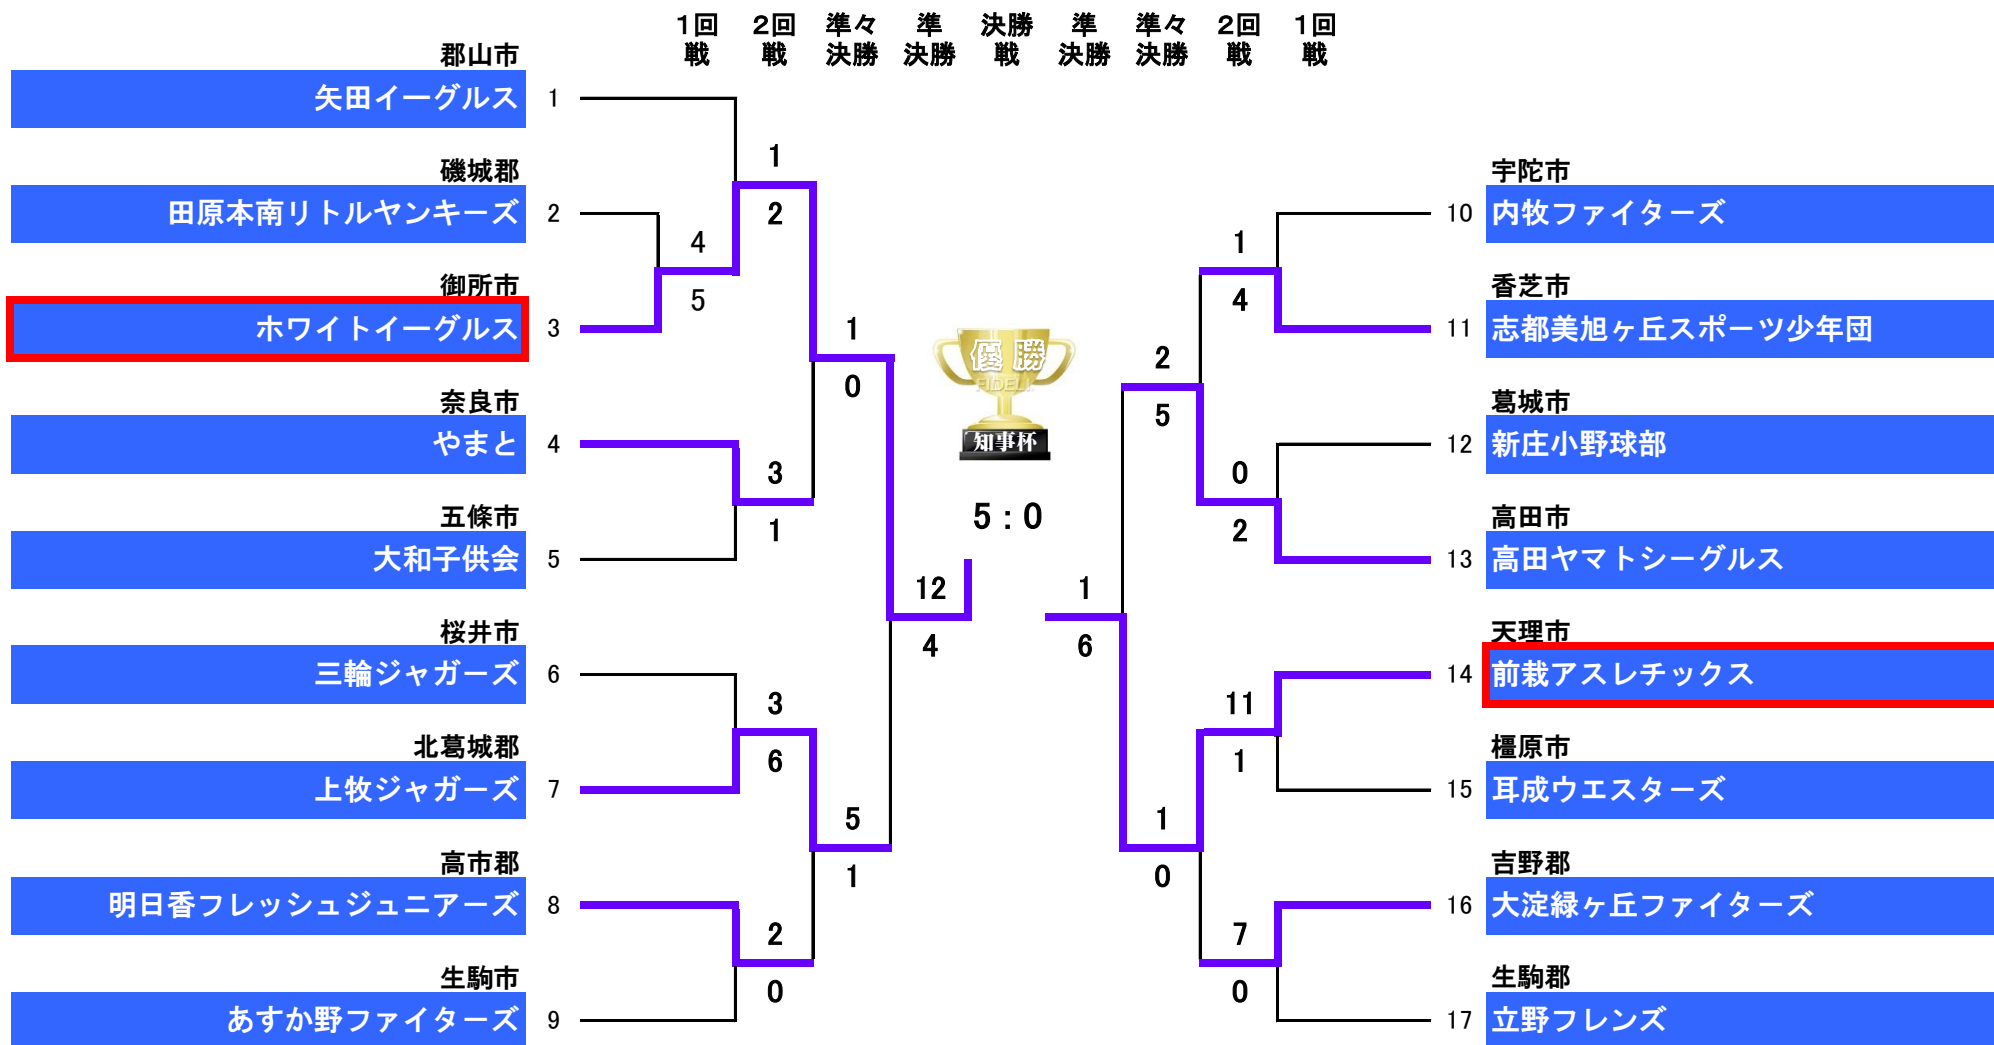 1回戦 2回戦 準々決勝 準決勝 決勝戦 準決勝 準々決勝 2回戦 1回戦
郡山市
矢田イーグルス 1
1
磯城郡
田原本南リトルヤンキーズ 2
2
4
御所市
ホワイトイーグルス 3
5
1
0
奈良市
やまと 4
3
五條市
大和子供会 5
1
12
桜井市
三輪ジャガーズ 6
4
3
北葛城郡
上牧ジャガーズ 7
6
5
高市郡
明日香フレッシュジュニアーズ 8
1
2
生駒市
あすか野ファイターズ 9
0
優勝
FIDELI
知事杯
5:0
宇陀市
10 内牧ファイターズ
1
香芝市
11 志都美旭ヶ丘スポーツ少年団
4
2
葛城市
12 新庄小野球部
5
0
高田市
13 高田ヤマトシーグルス
2
1
天理市
14 前栽アスレチックス
6
11
橿原市
15 耳成ウエスターズ
1
1
吉野郡
16 大淀緑ヶ丘ファイターズ
0
7
生駒郡
17 立野フレンズ
0